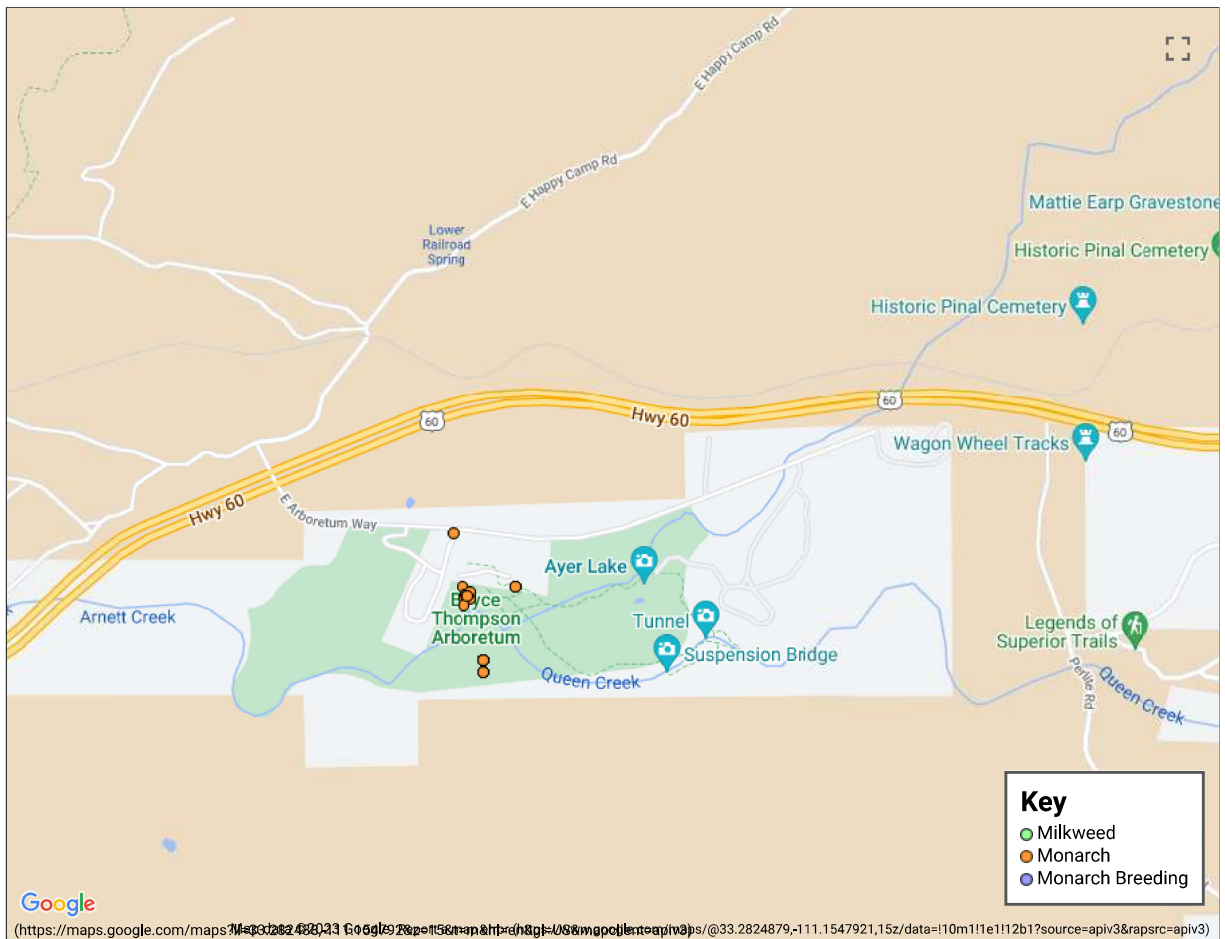 E Happy Camp Rd
E Happy Camp Rd
Mattie Earp Gravestone
Lower
Railroad
Spring
Historic Pinal Cemetery
Historic Pinal Cemetery
60
Hwy 60
60
60
Wagon Wheel Tracks
Hwy 60
E Arboretum Way
Ayer Lake
Arnett Creek
Thompson
Arboretum
Tunnel
Legends of
Superior Trails
Suspension Bridge
Queen Creek
Perlite Rd
Queen Creek
Key
Milkweed
Monarch
Monarch Breeding
Google